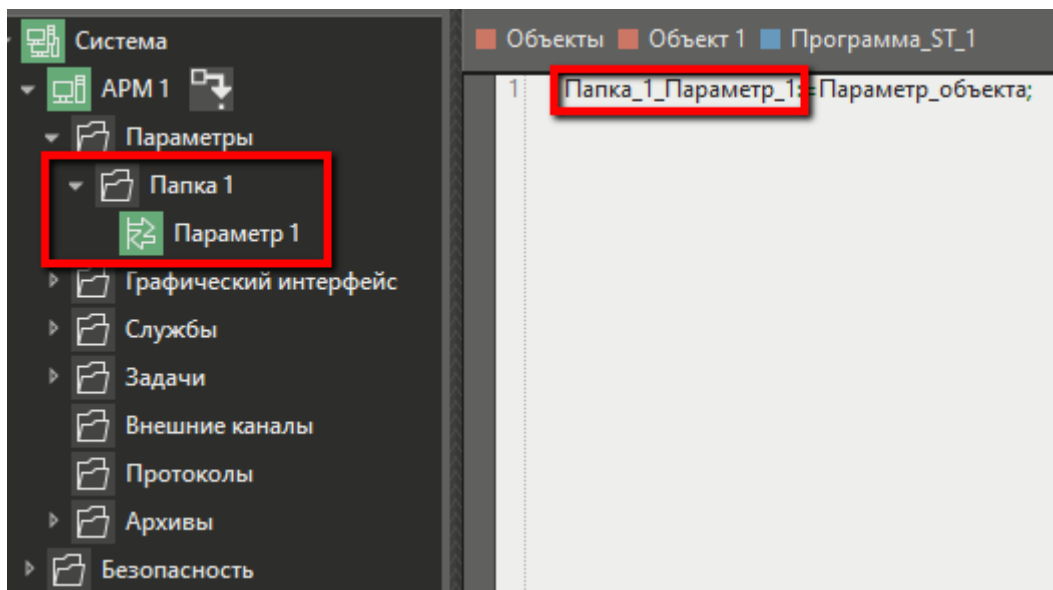 Система
АРМ 1
Параметры
Папка 1
Параметр 1
Графический интерфейс
Службы
Задачи
Внешние каналы
Протоколы
Архивы
Безопасность
Объекты Объект 1 Программа_ST_1
1 Папка_1_Параметр_1:=Параметр_объекта;